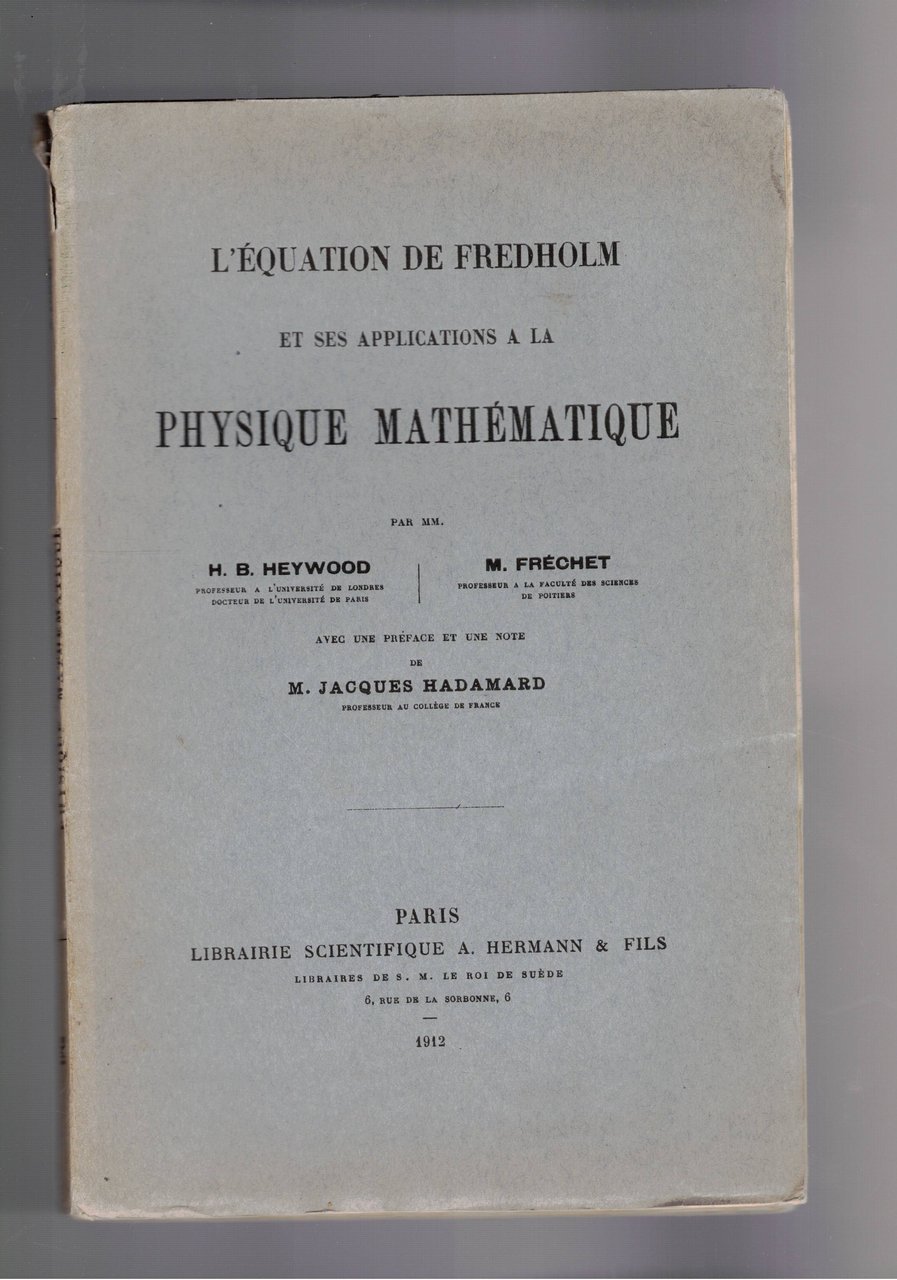 L'ÉQUATION DE FREDHOLM
ET SES APPLICATIONS A LA
PHYSIQUE MATHÉMATIQUE
PAR MM.
H. B. HEYWOOD
PROFESSEUR A L'UNIVERSITÉ DE LONDRES
DOCTEUR DE L'UNIVERSITÉ DE PARIS
M. FRÉCHET
PROFESSEUR A LA FACULTÉ DES SCIENCES
DE POITIERS
AVEC UNE PRÉFACE ET UNE NOTE
DE
M. JACQUES HADAMARD
PROFESSEUR AU COLLÈGE DE FRANCE
PARIS
LIBRAIRIE SCIENTIFIQUE A. HERMANN & FILS
LIBRAIRES DE S. M. LE ROI DE SUÈDE
6, RUE DE LA SORBONNE, 6
1912